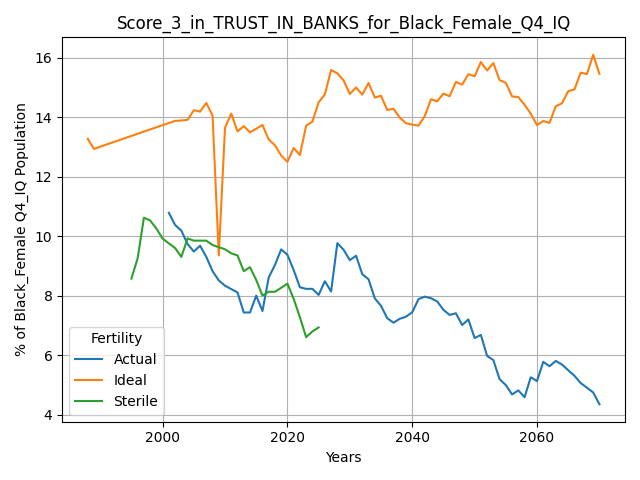 Score_3_in_TRUST_IN_BANKS_for_Black_Female_Q4_IQ
% of Black_Female Q4_IQ Population
16
14
12
10
8
6
4
Fertility
Actual
Ideal
Sterile
2000 2020 2040 2060
Years